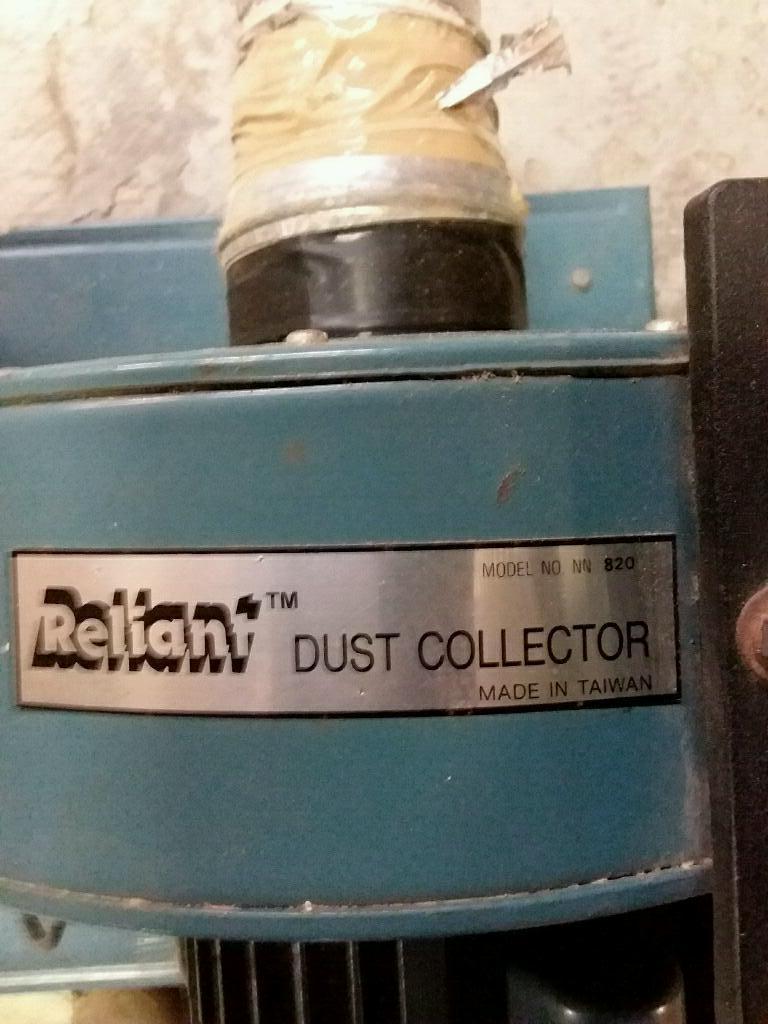 MODEL NO. NN 820
Reliant™
DUST COLLECTOR
MADE IN TAIWAN